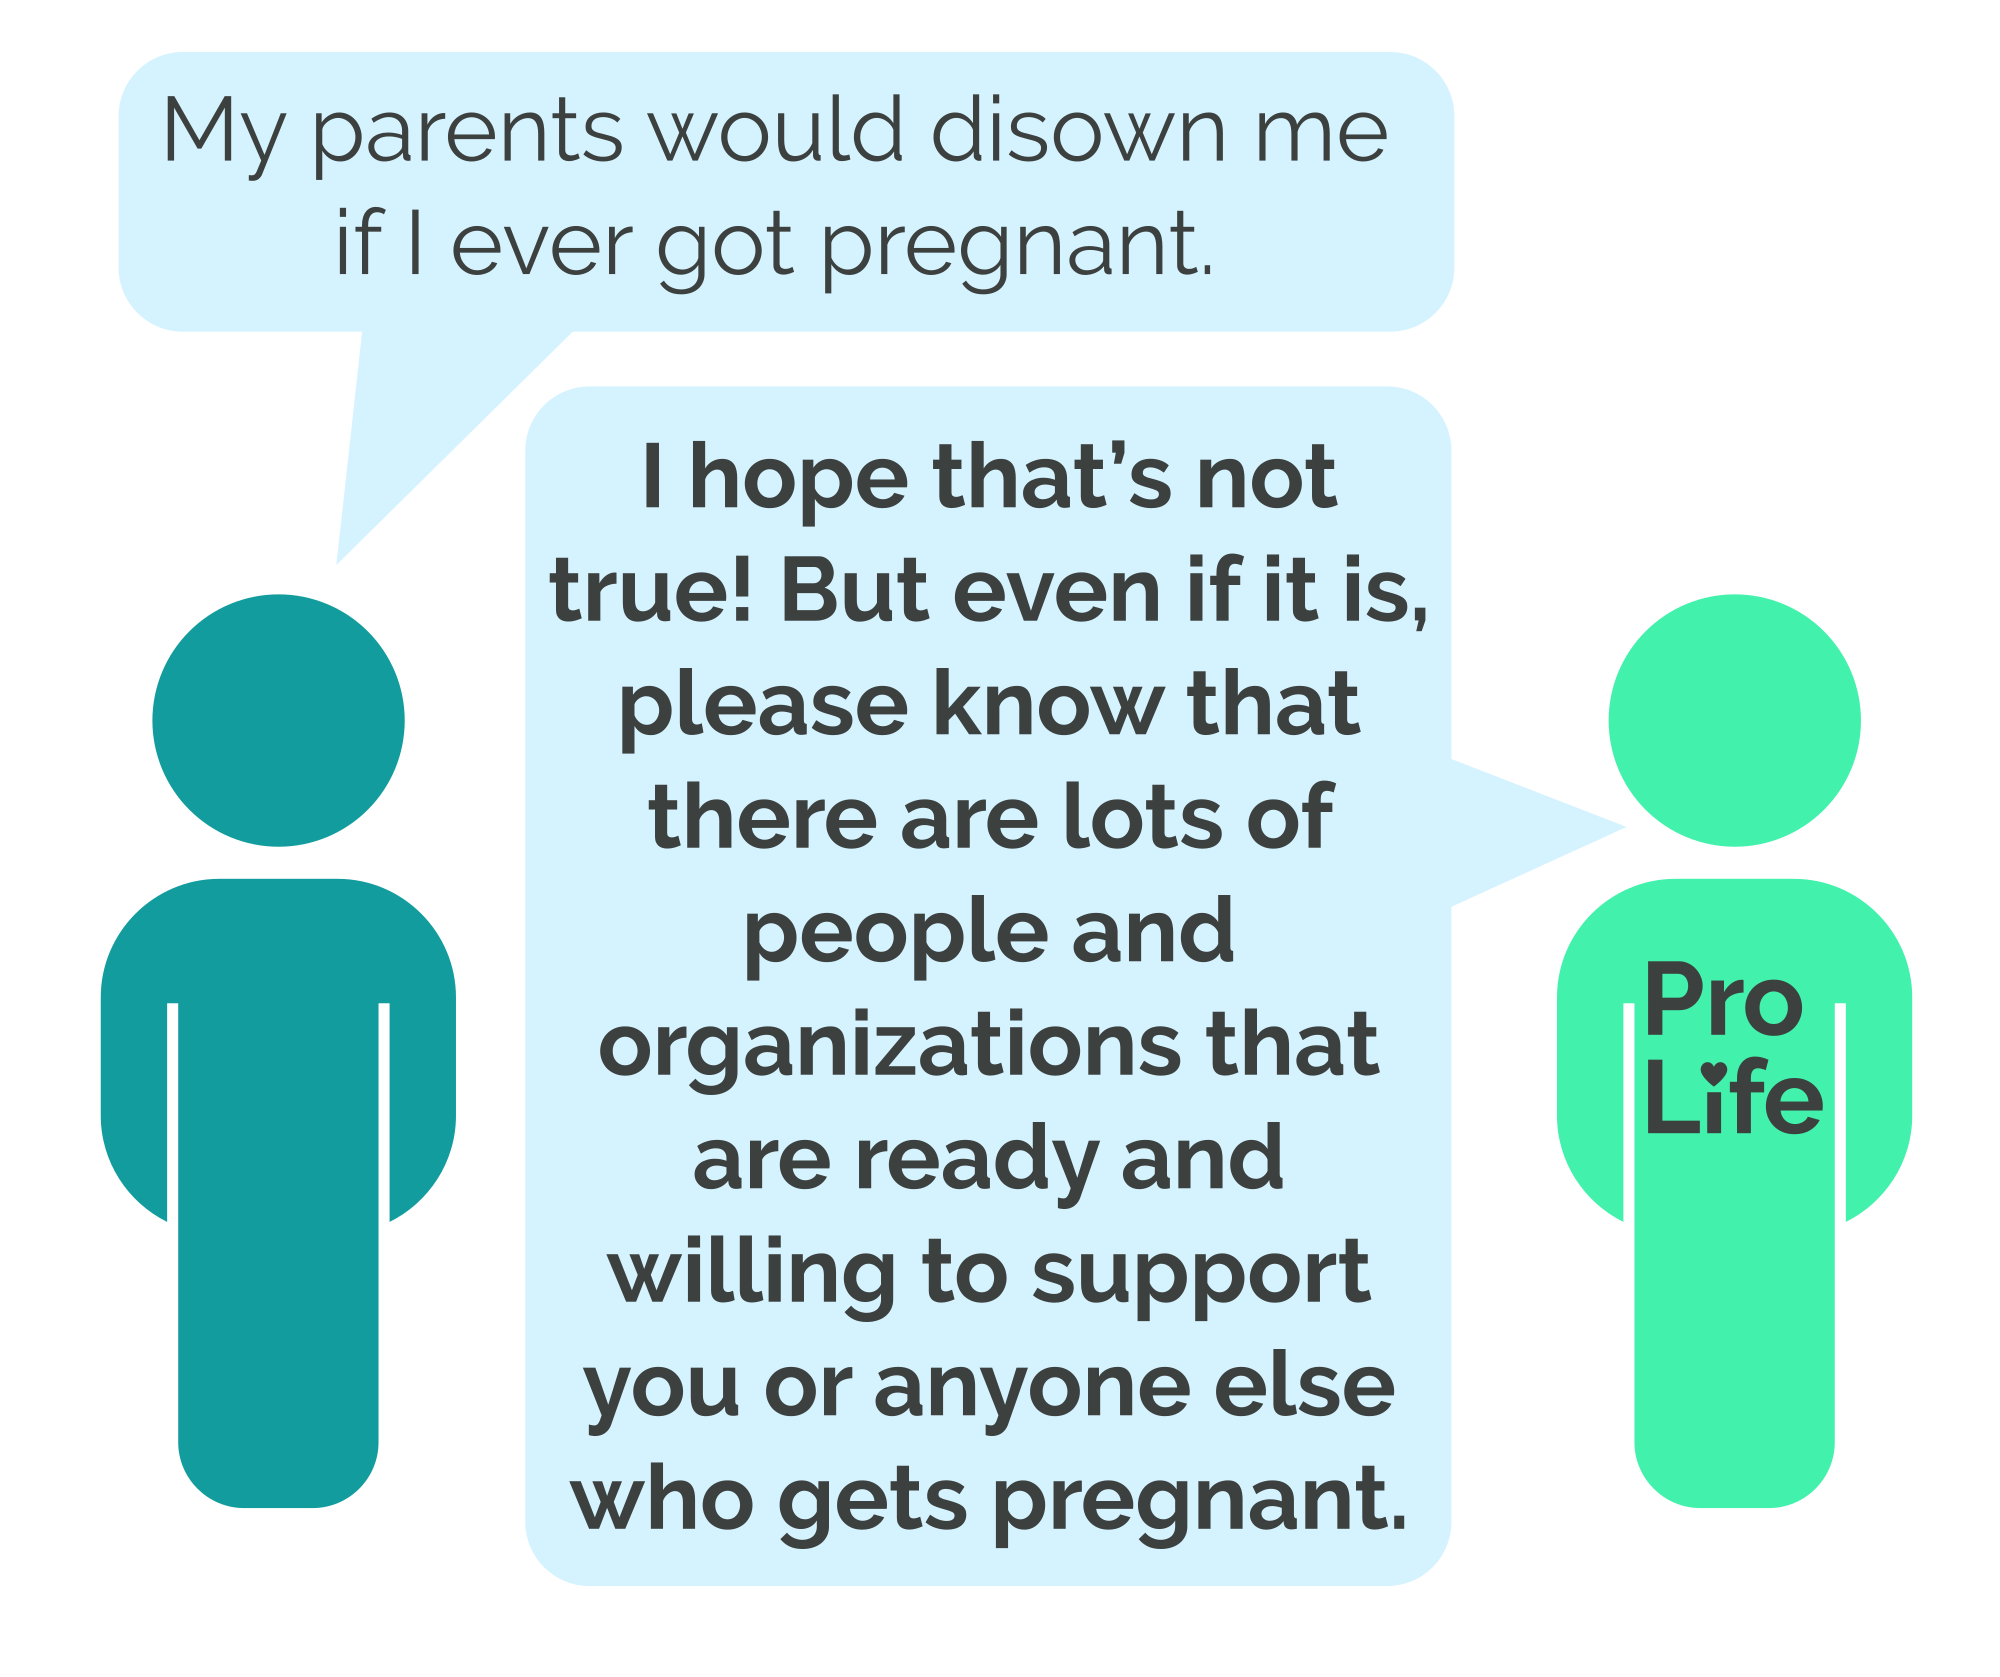 My parents would disown me
if I ever got pregnant.
I hope that’s not
true! But even if it is,
please know that
there are lots of
people and
organizations that
are ready and
willing to support
you or anyone else
who gets pregnant.
Pro
Life